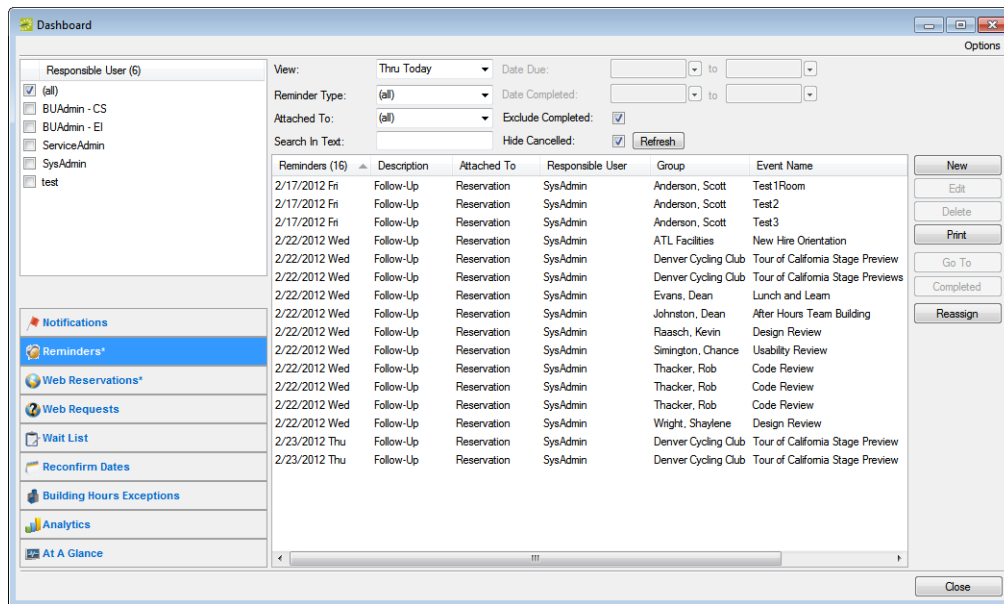 Dashboard
Options
Responsible User (6)
(all)
BUAdmin - CS
BUAdmin - EI
ServiceAdmin
SysAdmin
test
View: Thru Today Date Due: to
Reminder Type: (all) Date Completed: to
Attached To: (all) Exclude Completed:
Search In Text: Hide Cancelled: Refresh
Reminders (16) Description Attached To Responsible User Group Event Name
2/17/2012 Fri Follow-Up Reservation SysAdmin Anderson, Scott Test1Room
2/17/2012 Fri Follow-Up Reservation SysAdmin Anderson, Scott Test2
2/17/2012 Fri Follow-Up Reservation SysAdmin Anderson, Scott Test3
2/22/2012 Wed Follow-Up Reservation SysAdmin ATL Facilities New Hire Orientation
2/22/2012 Wed Follow-Up Reservation SysAdmin Denver Cycling Club Tour of California Stage Preview
2/22/2012 Wed Follow-Up Reservation SysAdmin Denver Cycling Club Tour of California Stage Previews
2/22/2012 Wed Follow-Up Reservation SysAdmin Evans, Dean Lunch and Learn
2/22/2012 Wed Follow-Up Reservation SysAdmin Johnston, Dean After Hours Team Building
2/22/2012 Wed Follow-Up Reservation SysAdmin Raasch, Kevin Design Review
2/22/2012 Wed Follow-Up Reservation SysAdmin Simington, Chance Usability Review
2/22/2012 Wed Follow-Up Reservation SysAdmin Thacker, Rob Code Review
2/22/2012 Wed Follow-Up Reservation SysAdmin Thacker, Rob Code Review
2/22/2012 Wed Follow-Up Reservation SysAdmin Thacker, Rob Code Review
2/22/2012 Wed Follow-Up Reservation SysAdmin Wright, Shaylene Design Review
2/23/2012 Thu Follow-Up Reservation SysAdmin Denver Cycling Club Tour of California Stage Preview
2/23/2012 Thu Follow-Up Reservation SysAdmin Denver Cycling Club Tour of California Stage Preview
New
Edit
Delete
Print
Go To
Completed
Reassign
Notifications
Reminders*
Web Reservations*
Web Requests
Wait List
Reconfirm Dates
Building Hours Exceptions
Analytics
At A Glance
Close